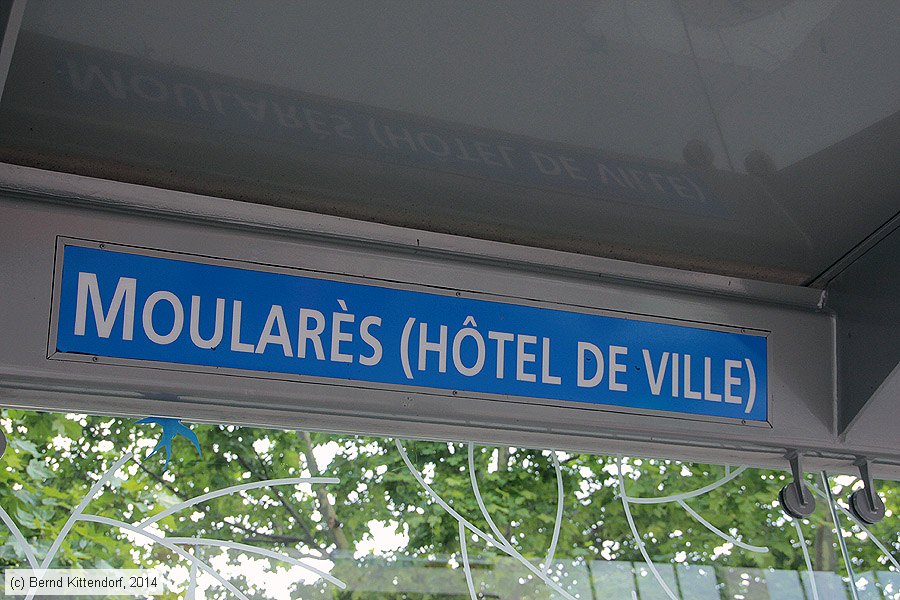 MOULARÈS (HÔTEL DE VILLE)
(c) Bernd Kittendorf, 2014